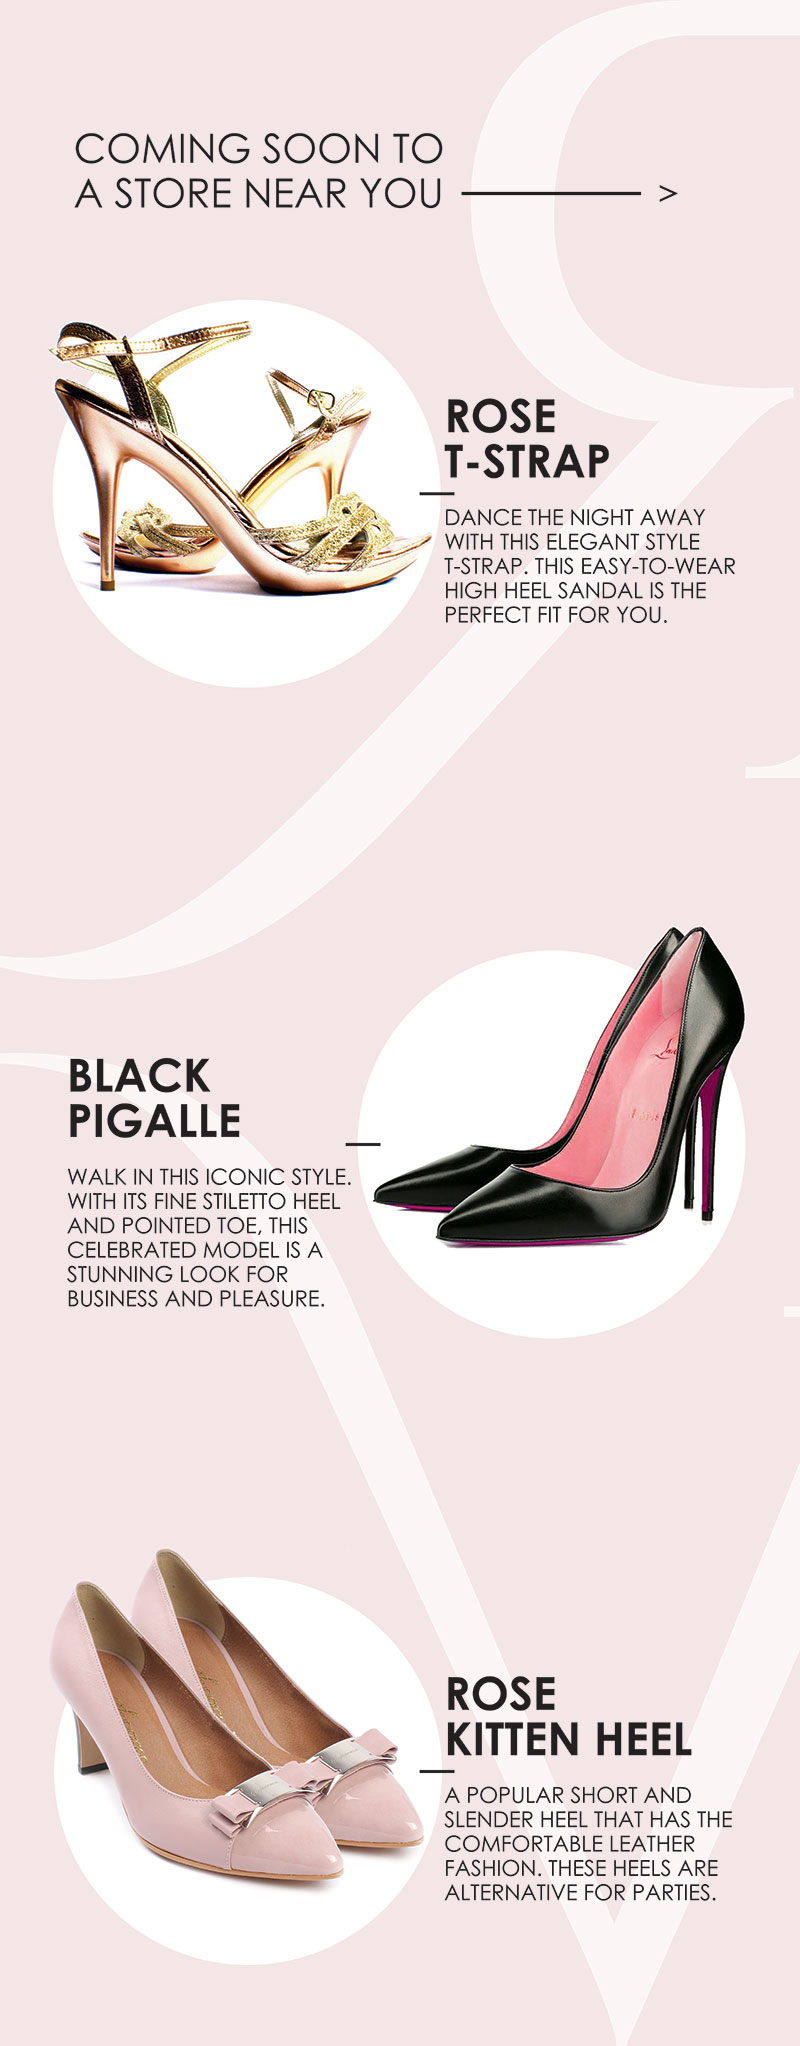 COMING SOON TO
A STORE NEAR YOU >
ROSE
T-STRAP
DANCE THE NIGHT AWAY
WITH THIS ELEGANT STYLE
T-STRAP. THIS EASY-TO-WEAR
HIGH HEEL SANDAL IS THE
PERFECT FIT FOR YOU.
BLACK
PIGALLE
WALK IN THIS ICONIC STYLE.
WITH ITS FINE STILETTO HEEL
AND POINTED TOE, THIS
CELEBRATED MODEL IS A
STUNNING LOOK FOR
BUSINESS AND PLEASURE.
ROSE
KITTEN HEEL
A POPULAR SHORT AND
SLENDER HEEL THAT HAS THE
COMFORTABLE LEATHER
FASHION. THESE HEELS ARE
ALTERNATIVE FOR PARTIES.